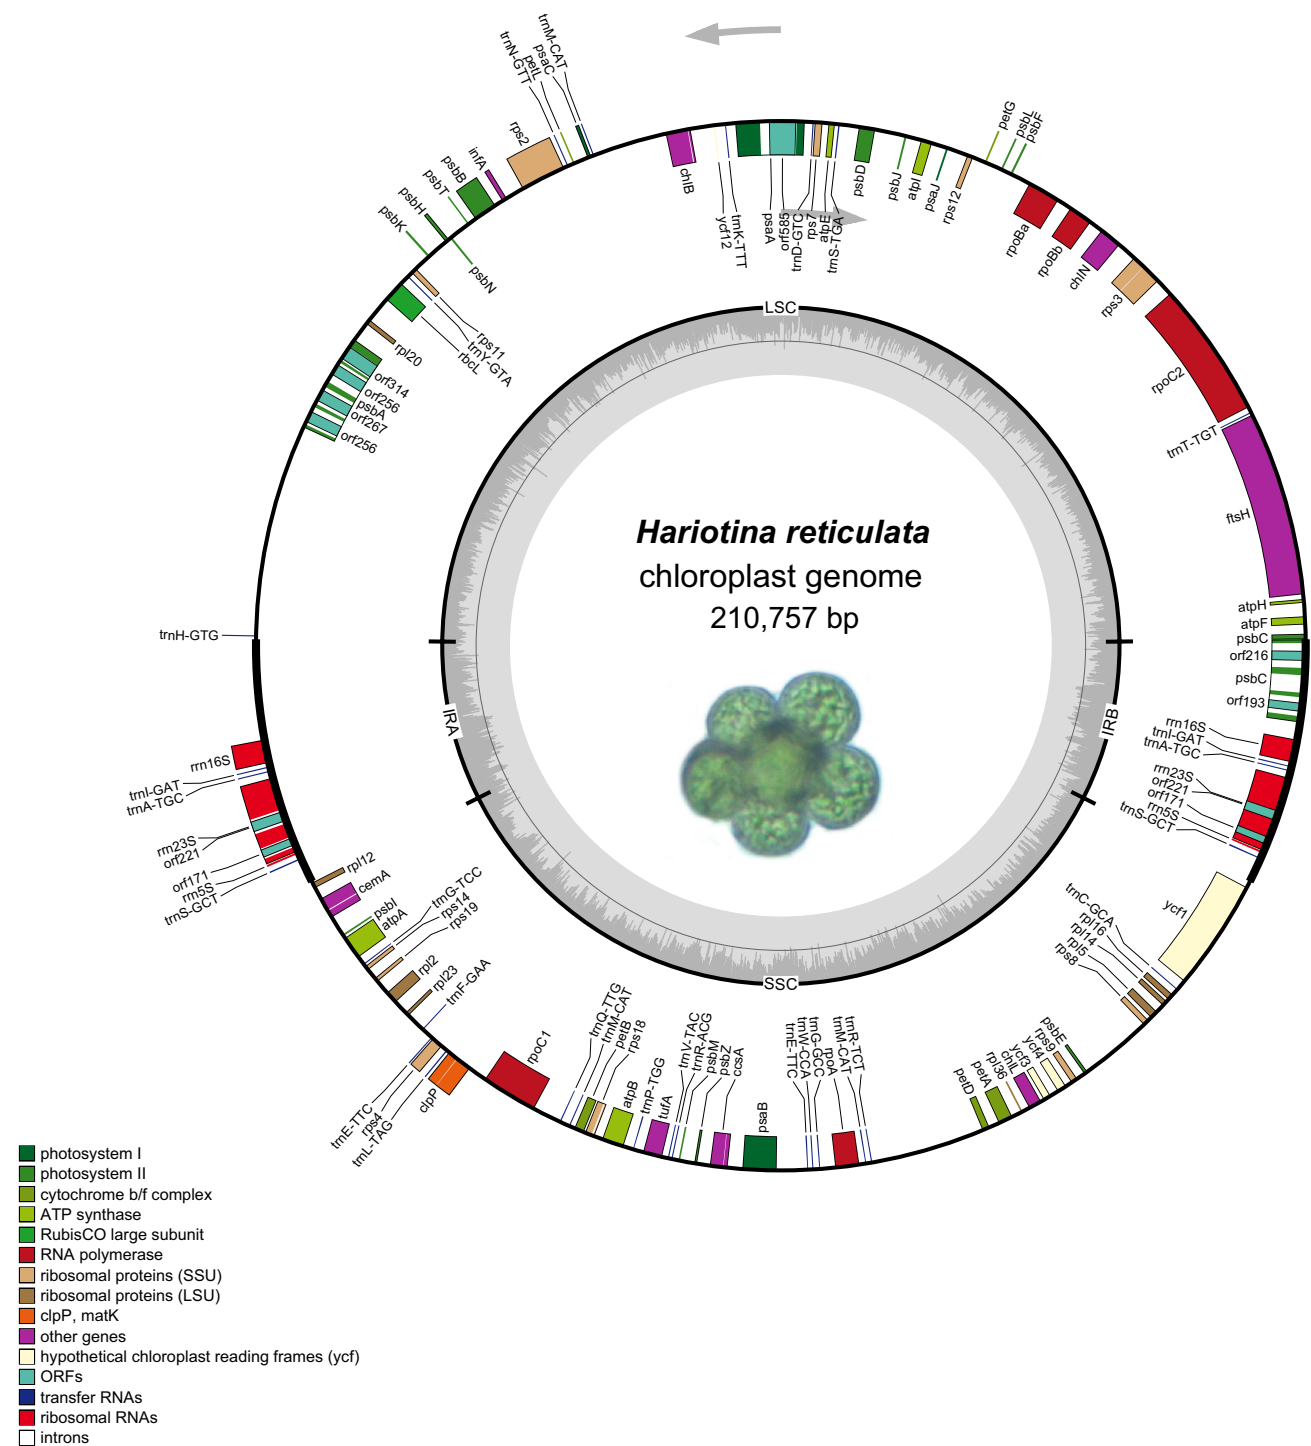 trnM-CAT
psaC
petL
trnN-GTT
rps2
infA
psbB
psbT
psbH
psbK
psbN
rps11
trnY-GTA
rbcL
rpl20
orf314
orf256
psbA
orf267
orf256
chlB
ycf12
trnK-TTT
psaA
orf585
trnD-GTC
rps7
atpE
trnS-TGA
psbD
psbJ
atpI
psaJ
rps12
petG
psbL
psbF
rpoBa
rpoBb
chlN
rps3
rpoC2
trnT-TGT
ftsH
atpH
atpF
psbC
orf216
psbC
orf193
rrn16S
trnI-GAT
trnA-TGC
rrn23S
orf221
orf171
rrn5S
trnS-GCT
ycf1
trnC-GCA
rpl16
rpl14
rpl5
rps8
psbE
rps9
ycf4
ycf3
chlL
rpl36
petA
petD
trnR-TCT
trnM-CAT
rpoA
trnG-GCC
trnW-CCA
trnE-TTC
psaB
ccsA
psbZ
psbM
trnR-ACG
trnV-TAC
tufA
trnP-TGG
atpB
rps18
petB
trnM-CAT
trnQ-TTG
rpoC1
clpP
trnL-TAG
rps4
trnE-TTC
trnF-GAA
rpl23
rpl2
rps19
rps14
trnG-TCC
atpA
psbI
cemA
rpl12
trnS-GCT
rrn5S
orf171
orf221
rrn23S
trnA-TGC
trnI-GAT
rrn16S
trnH-GTG
LSC
IRA
IRB
SSC
Hariotina reticulata
chloroplast genome
210,757 bp
photosystem I
photosystem II
cytochrome b/f complex
ATP synthase
RubisCO large subunit
RNA polymerase
ribosomal proteins (SSU)
ribosomal proteins (LSU)
clpP, matK
other genes
hypothetical chloroplast reading frames (ycf)
ORFs
transfer RNAs
ribosomal RNAs
introns